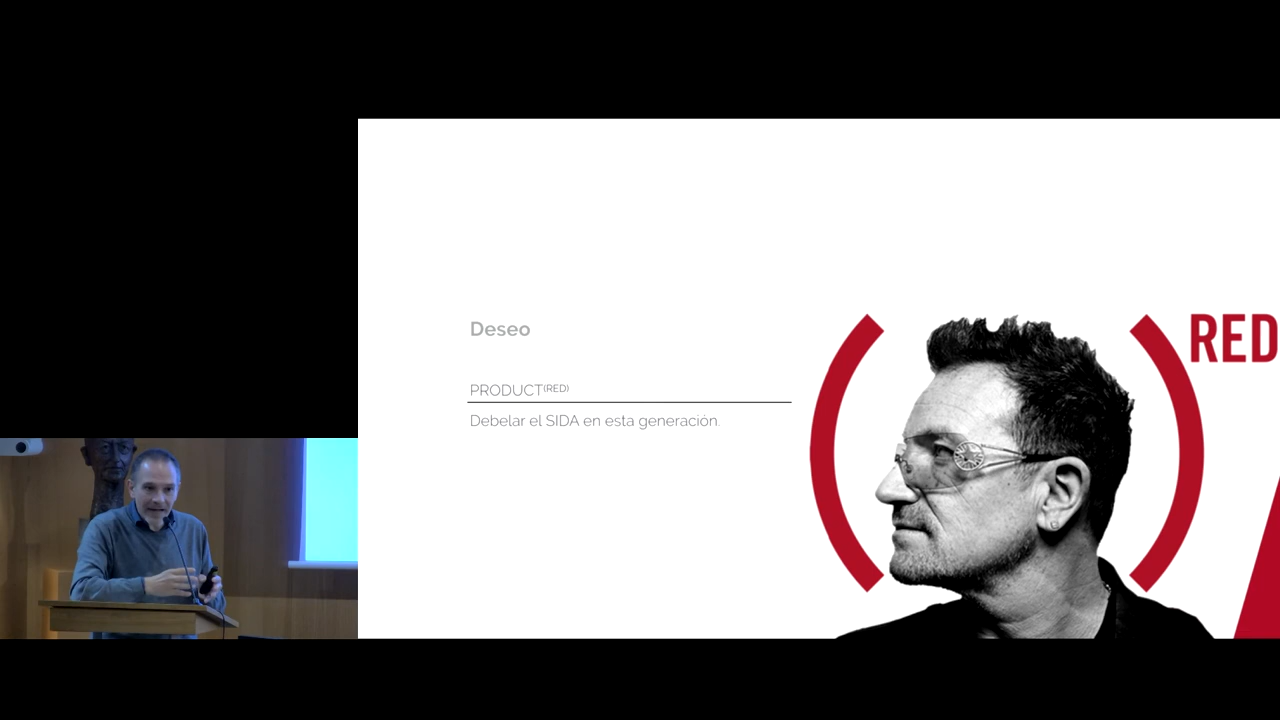 Deseo
PRODUCT(RED)
Debelar el SIDA en esta generación.
RED